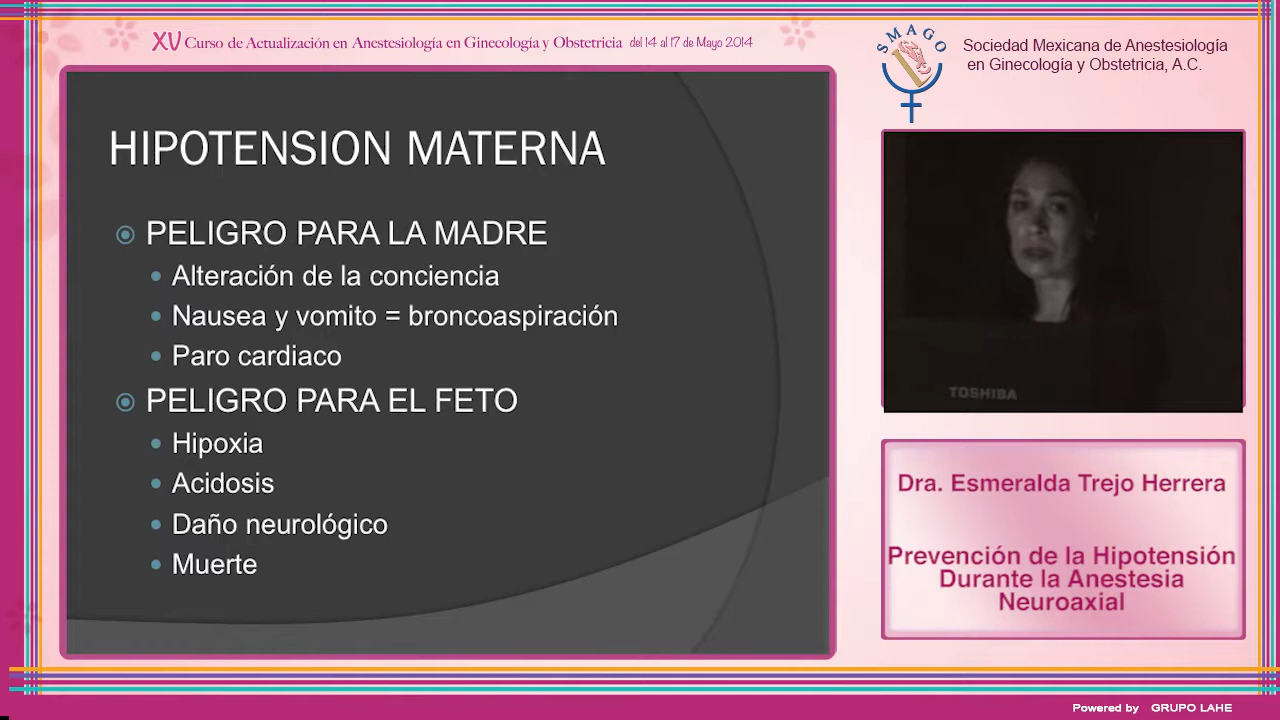 XV Curso de Actualización en Anestesiología en Ginecología y Obstetricia del 14 al 17 de Mayo 2014
SMAGO
Sociedad Mexicana de Anestesiología
en Ginecología y Obstetricia, A.C.
HIPOTENSION MATERNA
PELIGRO PARA LA MADRE
Alteración de la conciencia
Nausea y vomito = broncoaspiración
Paro cardiaco
PELIGRO PARA EL FETO
Hipoxia
Acidosis
Daño neurológico
Muerte
TOSHIBA
Dra. Esmeralda Trejo Herrera
Prevención de la Hipotensión
Durante la Anestesia
Neuroaxial
Powered by GRUPO LAHE